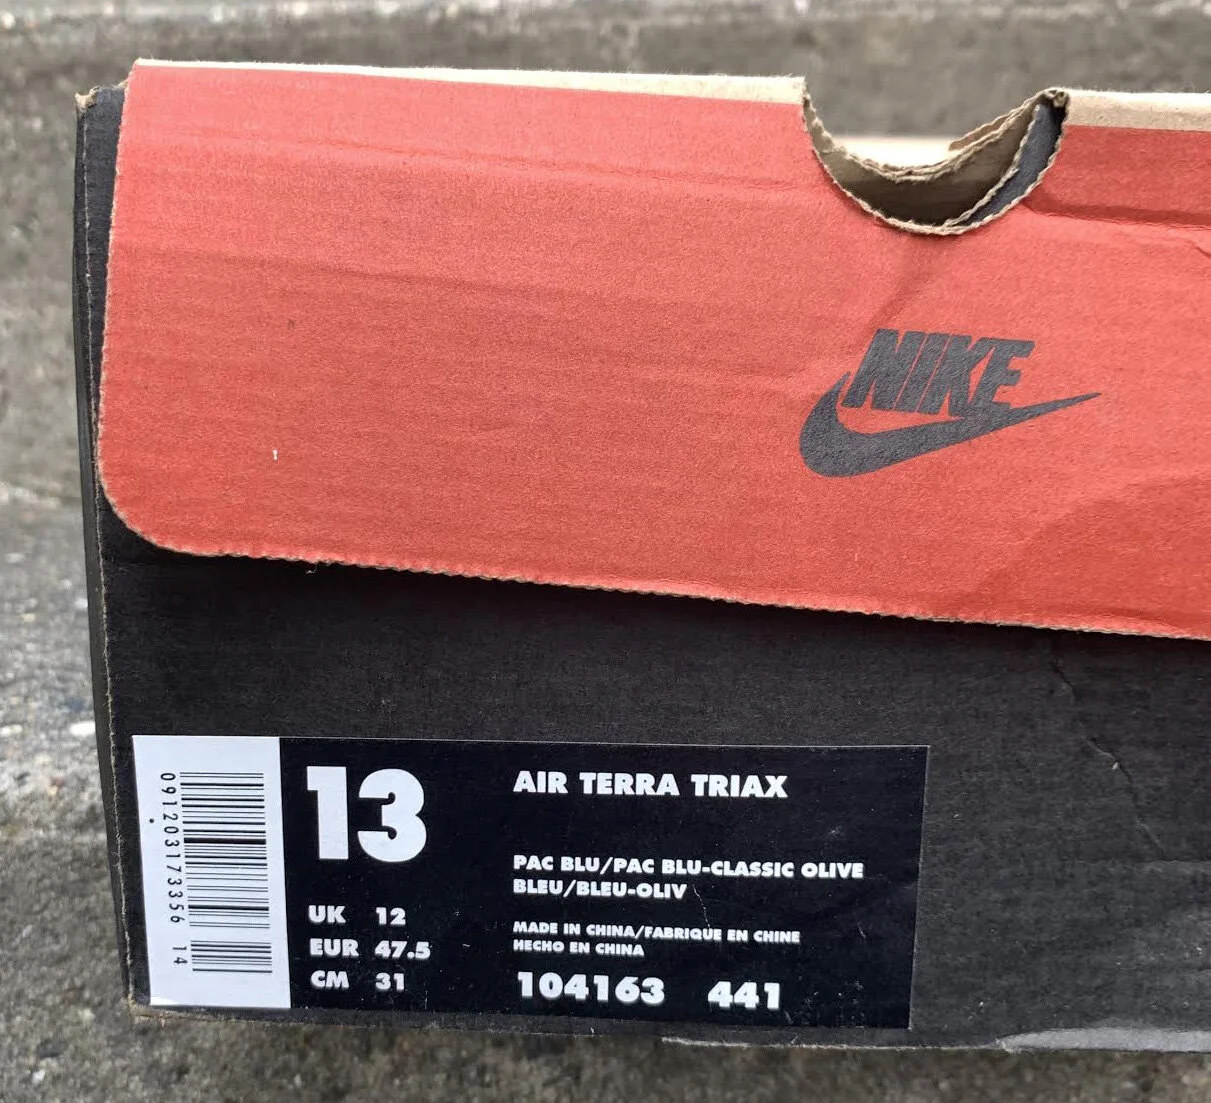 NIKE
091203173356 14
13
UK 12
EUR 47.5
CM 31
AIR TERRA TRIAX
PAC BLU/PAC BLU-CLASSIC OLIVE
BLEU/BLEU-OLIV
MADE IN CHINA/FABRIQUE EN CHINE
HECHO EN CHINA
104163 441